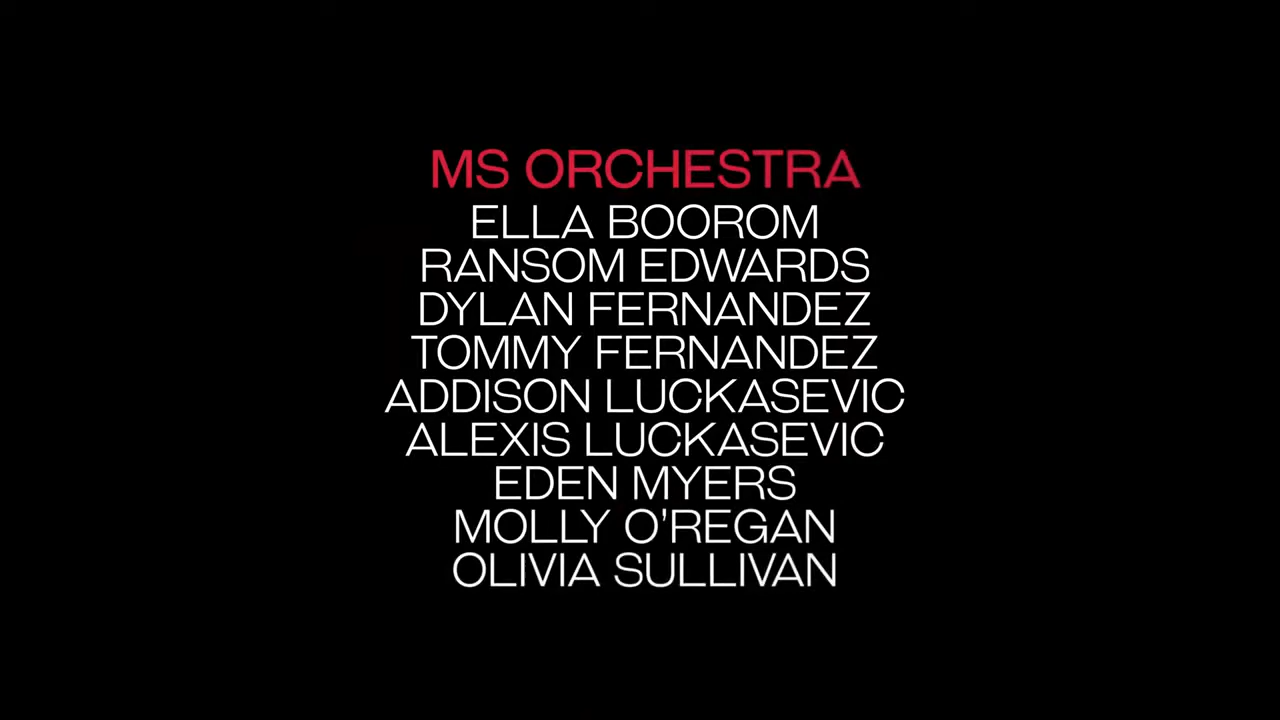 MS ORCHESTRA
ELLA BOOROM
RANSOM EDWARDS
DYLAN FERNANDEZ
TOMMY FERNANDEZ
ADDISON LUCKASEVIC
ALEXIS LUCKASEVIC
EDEN MYERS
MOLLY O'REGAN
OLIVIA SULLIVAN